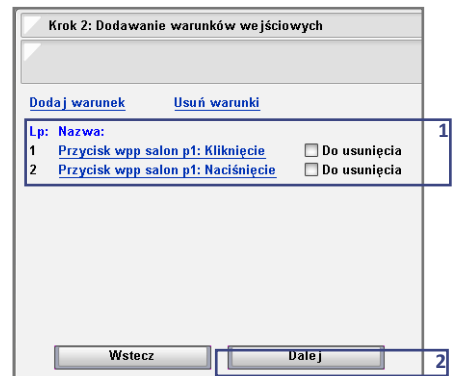 Krok 2: Dodawanie warunków wejściowych
Dodaj warunek Usuń warunki
Lp: Nazwa: 1
1 Przycisk wpp salon p1: Kliknięcie Do usunięcia
2 Przycisk wpp salon p1: Naciśnięcie Do usunięcia
Wstecz Dalej 2